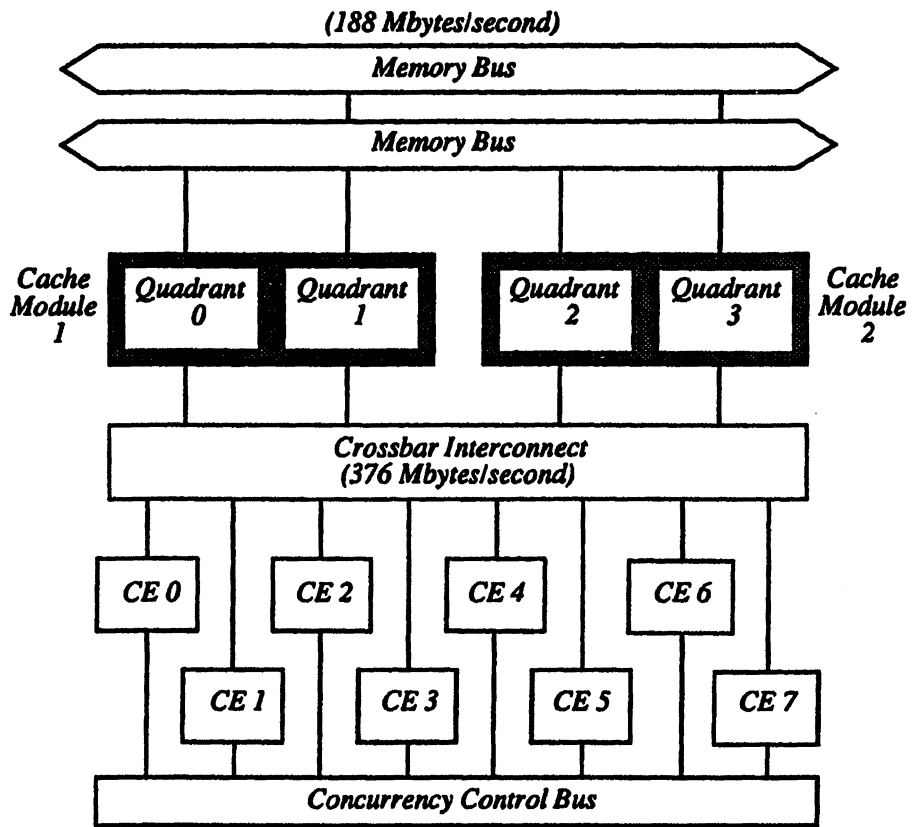 (188 Mbytes/second)
Memory Bus
Memory Bus
Cache
Module
1
Quadrant
0
Quadrant
1
Quadrant
2
Quadrant
3
Cache
Module
2
Crossbar Interconnect
(376 Mbytes/second)
CE 0
CE 2
CE 4
CE 6
CE 1
CE 3
CE 5
CE 7
Concurrency Control Bus